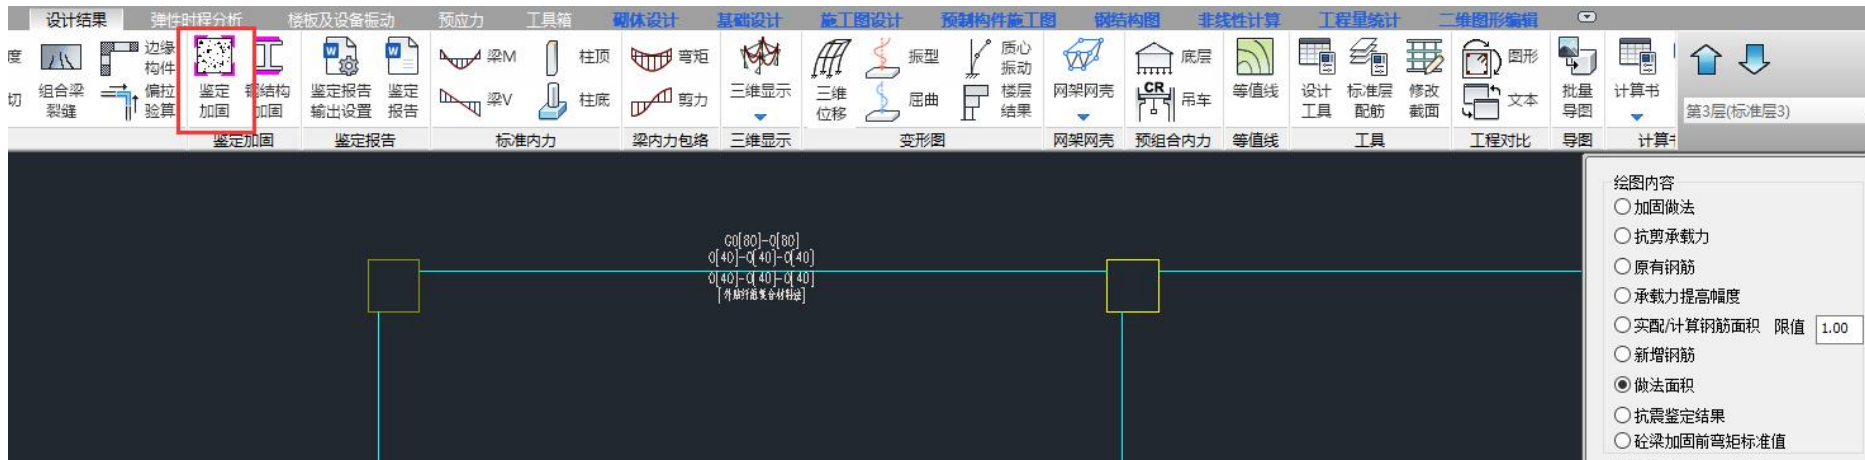 设计结果 弹性时程分析 楼板及设备振动 预应力 工具箱 砌体设计 基础设计 施工图设计 预制构件施工图 钢结构图 非线性计算 工程量统计 二维图形编辑
度 边缘构件 梁M 柱顶 弯矩 振型 质心振动 底层 图形
切 组合梁裂缝 偏拉验算 鉴定加固 钢结构加固 鉴定报告输出设置 鉴定报告 梁V 柱底 剪力 三维显示 三维位移 屈曲 楼层结果 网架网壳 CR 吊车 等值线 设计工具 标准层配筋 修改截面 文本 批量导图 计算书
第3层(标准层3)
鉴定加固 鉴定报告 标准内力 梁内力包络 三维显示 变形图 网架网壳 预组合内力 等值线 工具 工程对比 导图
G0[80]-0[80]
0[40]-0[40]-0[40]
0[40]-0[40]-0[40]
[外贴纤维复合材料法]
绘图内容
加固做法
抗剪承载力
原有钢筋
承载力提高幅度
实配/计算钢筋面积 限值 1.00
新增钢筋
做法面积
抗震鉴定结果
砼梁加固前弯矩标准值